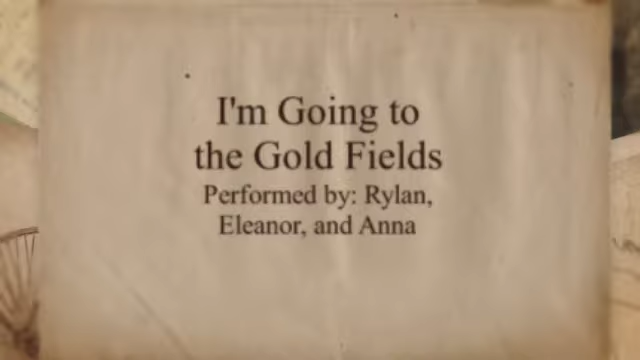 I'm Going to
the Gold Fields
Performed by: Rylan,
Eleanor, and Anna